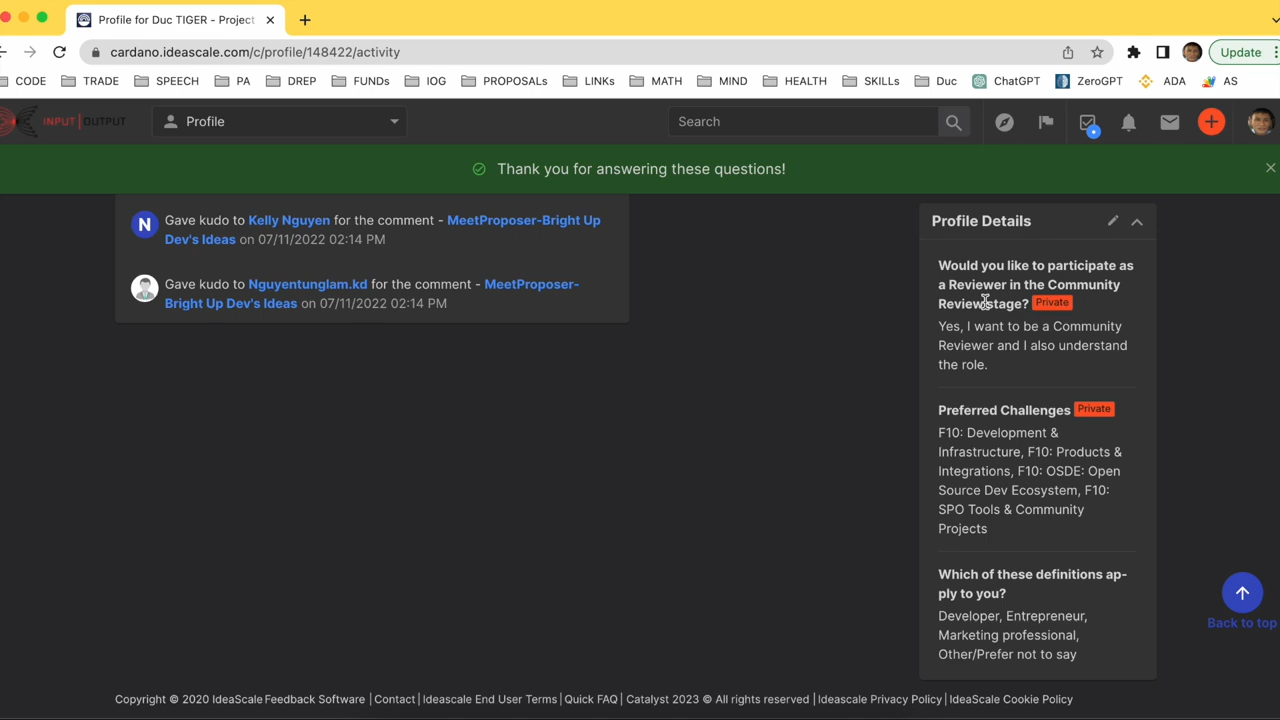 Profile for Duc TIGER - Project
cardano.ideascale.com/c/profile/148422/activity
Update
CODE TRADE SPEECH PA DREP FUNDs IOG PROPOSALs LINKs MATH MIND HEALTH SKILLs Duc ChatGPT ZeroGPT ADA AS
INPUT | OUTPUT
Profile
Search
Thank you for answering these questions!
N
Gave kudo to Kelly Nguyen for the comment - MeetProposer-Bright Up
Dev's Ideas on 07/11/2022 02:14 PM
Gave kudo to Nguyentunglam.kd for the comment - MeetProposer-
Bright Up Dev's Ideas on 07/11/2022 02:14 PM
Profile Details
Would you like to participate as
a Reviewer in the Community
Review stage? Private
Yes, I want to be a Community
Reviewer and I also understand
the role.
Preferred Challenges Private
F10: Development &
Infrastructure, F10: Products &
Integrations, F10: OSDE: Open
Source Dev Ecosystem, F10:
SPO Tools & Community
Projects
Which of these definitions ap-
ply to you?
Developer, Entrepreneur,
Marketing professional,
Other/Prefer not to say
Back to top
Copyright © 2020 IdeaScale Feedback Software | Contact | Ideascale End User Terms | Quick FAQ | Catalyst 2023 © All rights reserved | Ideascale Privacy Policy | IdeaScale Cookie Policy